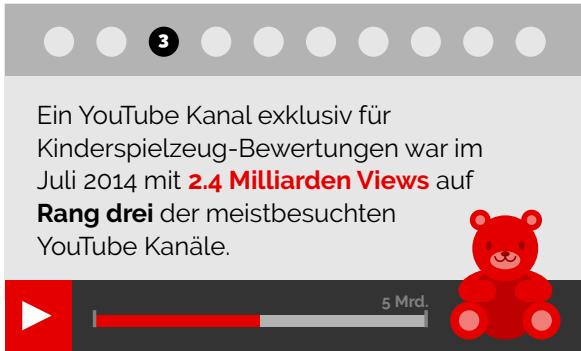 3
Ein YouTube Kanal exklusiv für
Kinderspielzeug-Bewertungen war im
Juli 2014 mit 2.4 Milliarden Views auf
Rang drei der meistbesuchten
YouTube Kanäle.
5 Mrd.